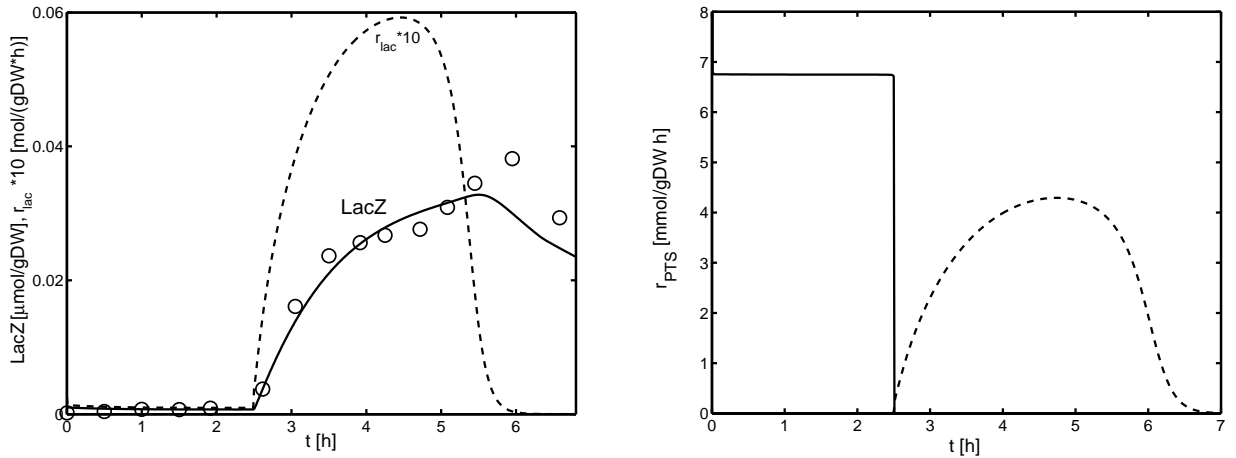 0.06
0.04
0.02
0
0 1 2 3 4 5 6
t [h]
LacZ [μmol/gDW], r_lac *10 [mol/(gDW*h)]
r_lac*10
LacZ
8
7
6
5
4
3
2
1
0
0 1 2 3 4 5 6 7
t [h]
r_PTS [mmol/gDW h]